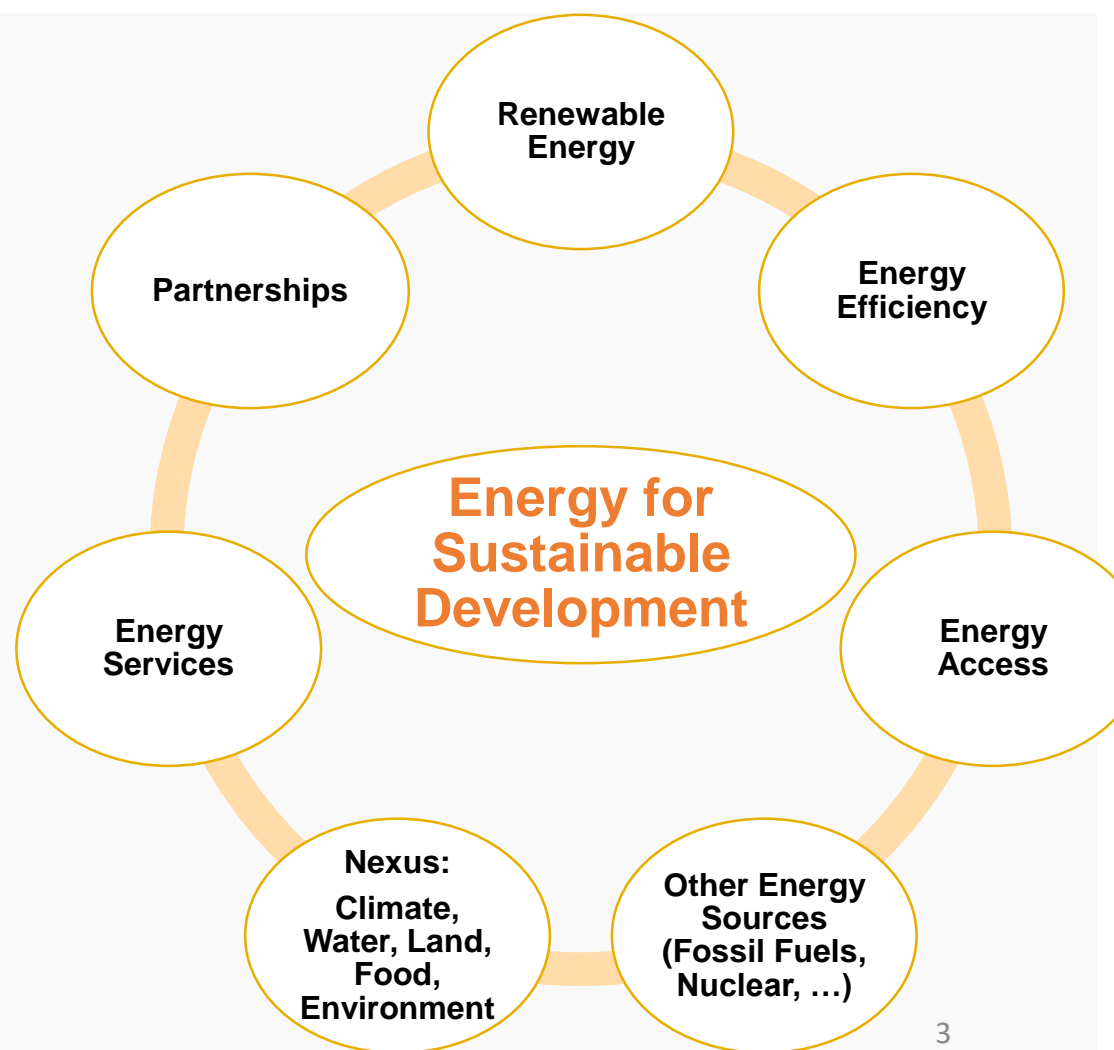 Renewable
Energy
Partnerships
Energy
Efficiency
Energy for
Sustainable
Development
Energy
Services
Energy
Access
Nexus:
Climate,
Water, Land,
Food,
Environment
Other Energy
Sources
(Fossil Fuels,
Nuclear, …)
3